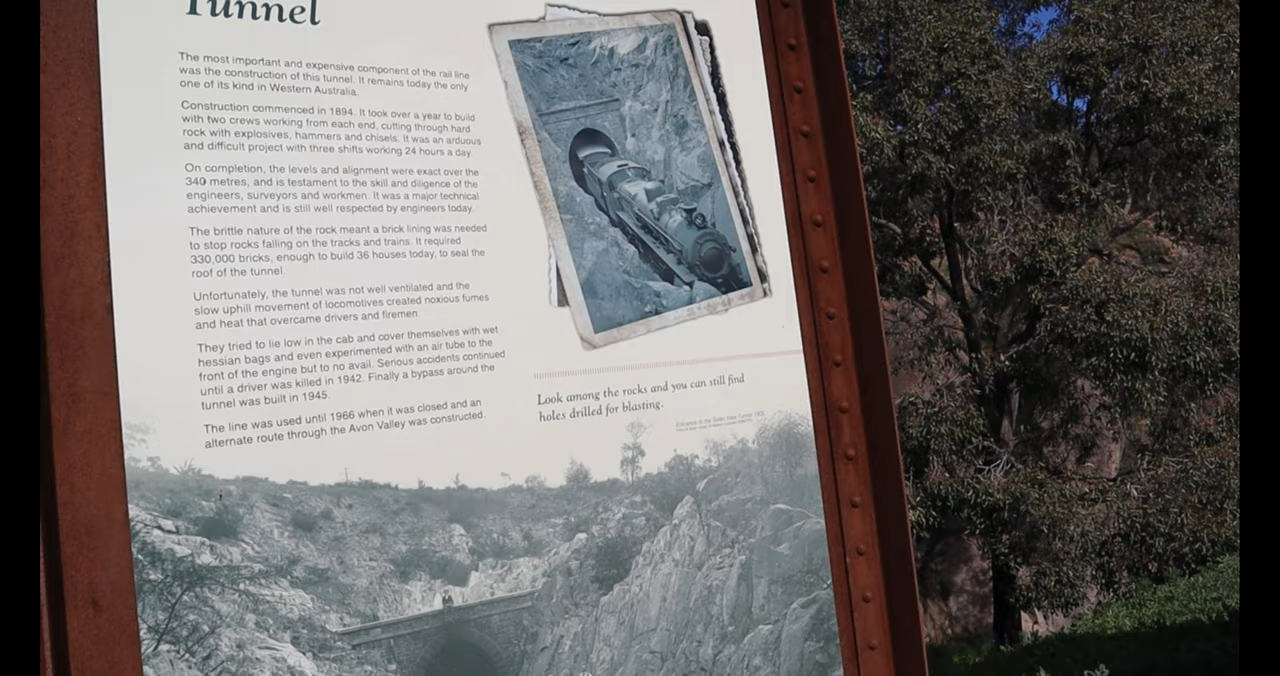 Tunnel
The most important and expensive component of the rail line
was the construction of this tunnel. It remains today the only
one of its kind in Western Australia.
Construction commenced in 1894. It took over a year to build
with two crews working from each end, cutting through hard
rock with explosives, hammers and chisels. It was an arduous
and difficult project with three shifts working 24 hours a day.
On completion, the levels and alignment were exact over the
340 metres, and is testament to the skill and diligence of the
engineers, surveyors and workmen. It was a major technical
achievement and is still well respected by engineers today.
The brittle nature of the rock meant a brick lining was needed
to stop rocks falling on the tracks and trains. It required
330,000 bricks, enough to build 36 houses today, to seal the
roof of the tunnel.
Unfortunately, the tunnel was not well ventilated and the
slow uphill movement of locomotives created noxious fumes
and heat that overcame drivers and firemen.
They tried to lie low in the cab and cover themselves with wet
hessian bags and even experimented with an air tube to the
front of the engine but to no avail. Serious accidents continued
until a driver was killed in 1942. Finally a bypass around the
tunnel was built in 1945.
The line was used until 1966 when it was closed and an
alternate route through the Avon Valley was constructed.
Look among the rocks and you can still find
holes drilled for blasting.
Entrance to the Swan View Tunnel